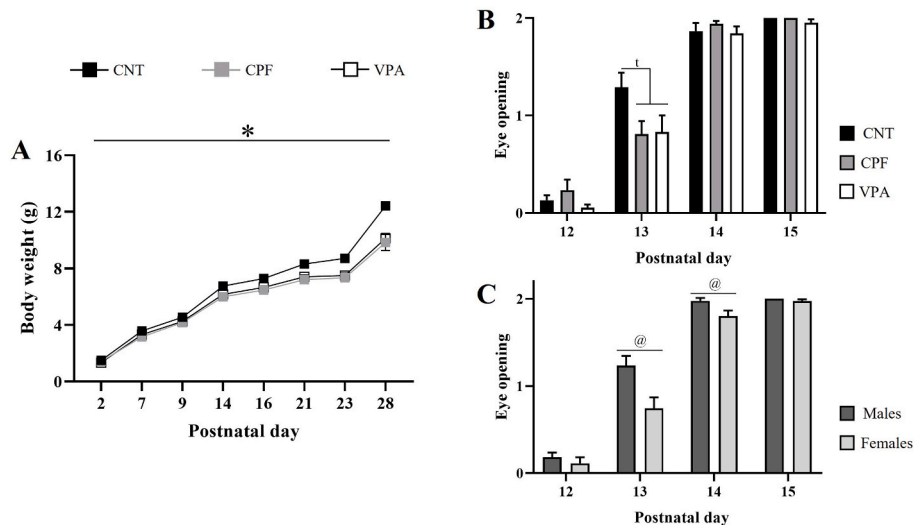 CNT CPF VPA
A
*
Body weight (g)
16
12
8
4
0
2 7 9 14 16 21 23 28
Postnatal day
B
Eye opening
2
1
0
t
12 13 14 15
Postnatal day
CNT
CPF
VPA
C
Eye opening
2
1
0
@
@
12 13 14 15
Postnatal day
Males
Females